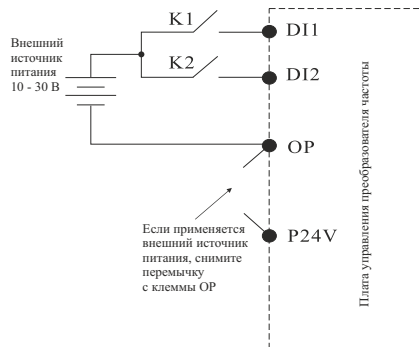 K1
DI1
Внешний
источник
питания
10 - 30 В
K2
DI2
OP
Если применяется
внешний источник
питания, снимите
перемычку
с клеммы OP
P24V
Плата управления преобразователя частоты